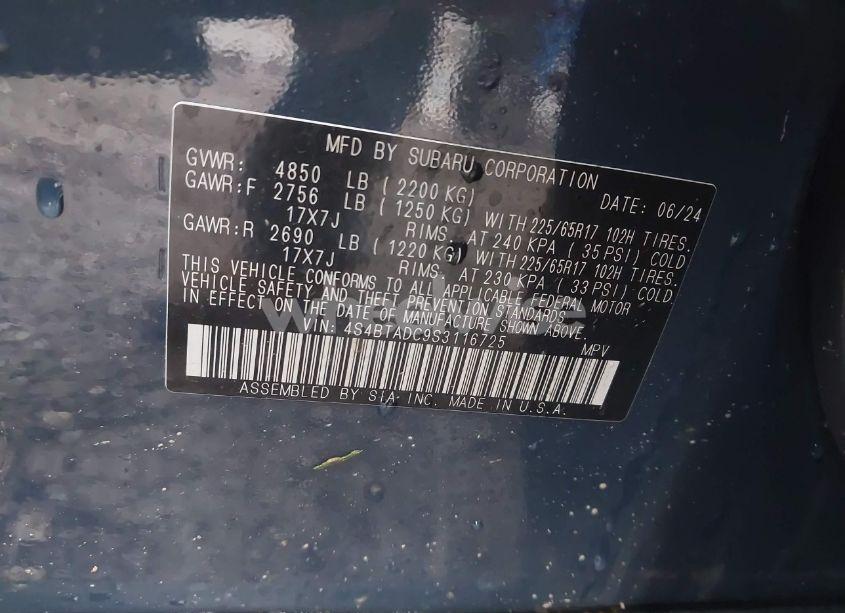 MFD BY SUBARU CORPORATION
DATE: 06/24
GVWR: 4850 LB ( 2200 KG)
GAWR:F 2756 LB ( 1250 KG) WITH 225/65R17 102H TIRES.
17X7J RIMS. AT 240 KPA ( 35 PSI) COLD
GAWR:R 2690 LB ( 1220 KG) WITH 225/65R17 102H TIRES.
17X7J RIMS. AT 230 KPA ( 33 PSI) COLD
THIS VEHICLE CONFORMS TO ALL APPLICABLE FEDERAL MOTOR
VEHICLE SAFETY AND THEFT PREVENTION STANDARDS
IN EFFECT ON THE DATE OF MANUFACTURE SHOWN ABOVE.
VIN: 4S4BTADC9S3116725 MPV
ASSEMBLED BY SIA INC. MADE IN U.S.A.